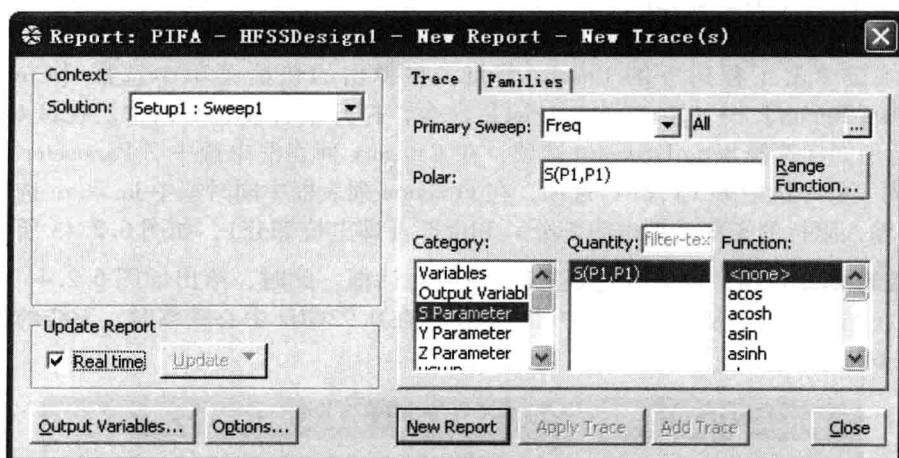 Report: PIFA - HFSSDesign1 - New Report - New Trace(s)
Context
Solution: Setup1 : Sweep1
Update Report
Real time Update
Trace Families
Primary Sweep: Freq All ...
Polar: S(P1,P1) Range Function...
Category: Quantity: filter-tex Function:
Variables S(P1,P1) <none>
Output Variabl acos
S Parameter acosh
Y Parameter asin
Z Parameter asinh
Output Variables... Options... New Report Apply Trace Add Trace Close